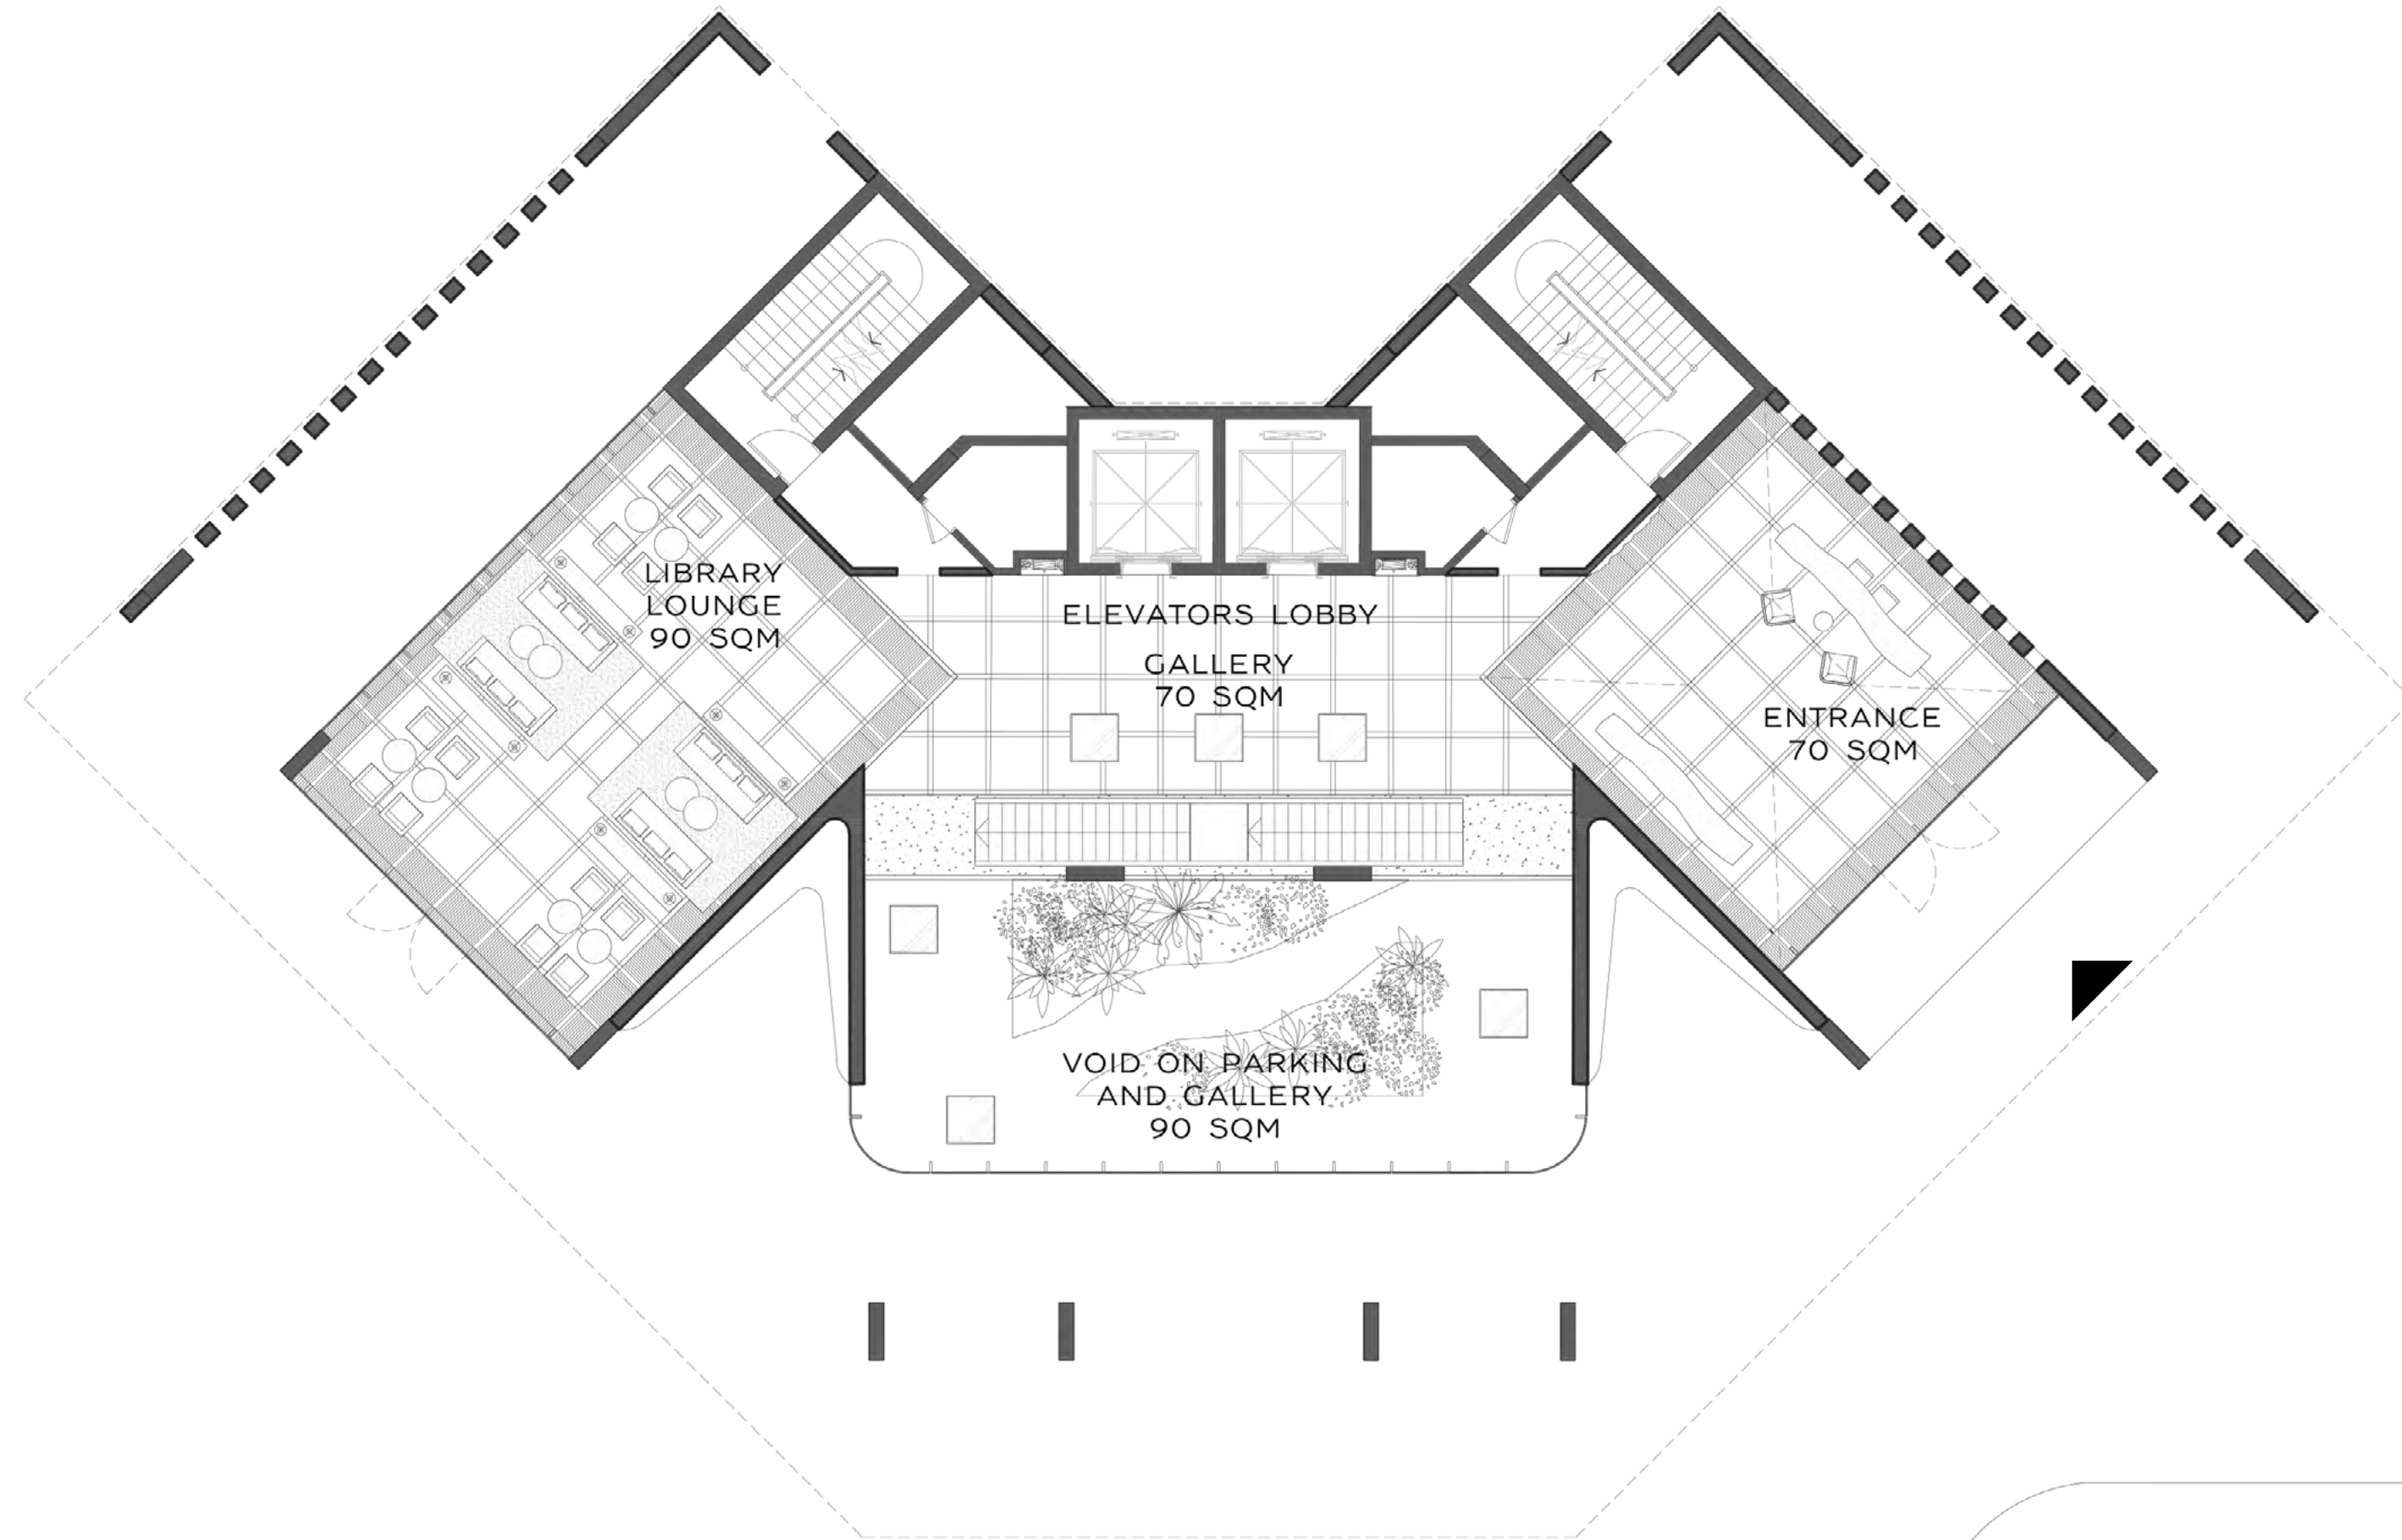 LIBRARY
LOUNGE
90 SQM
ELEVATORS LOBBY
GALLERY
70 SQM
ENTRANCE
70 SQM
VOID ON PARKING
AND GALLERY
90 SQM